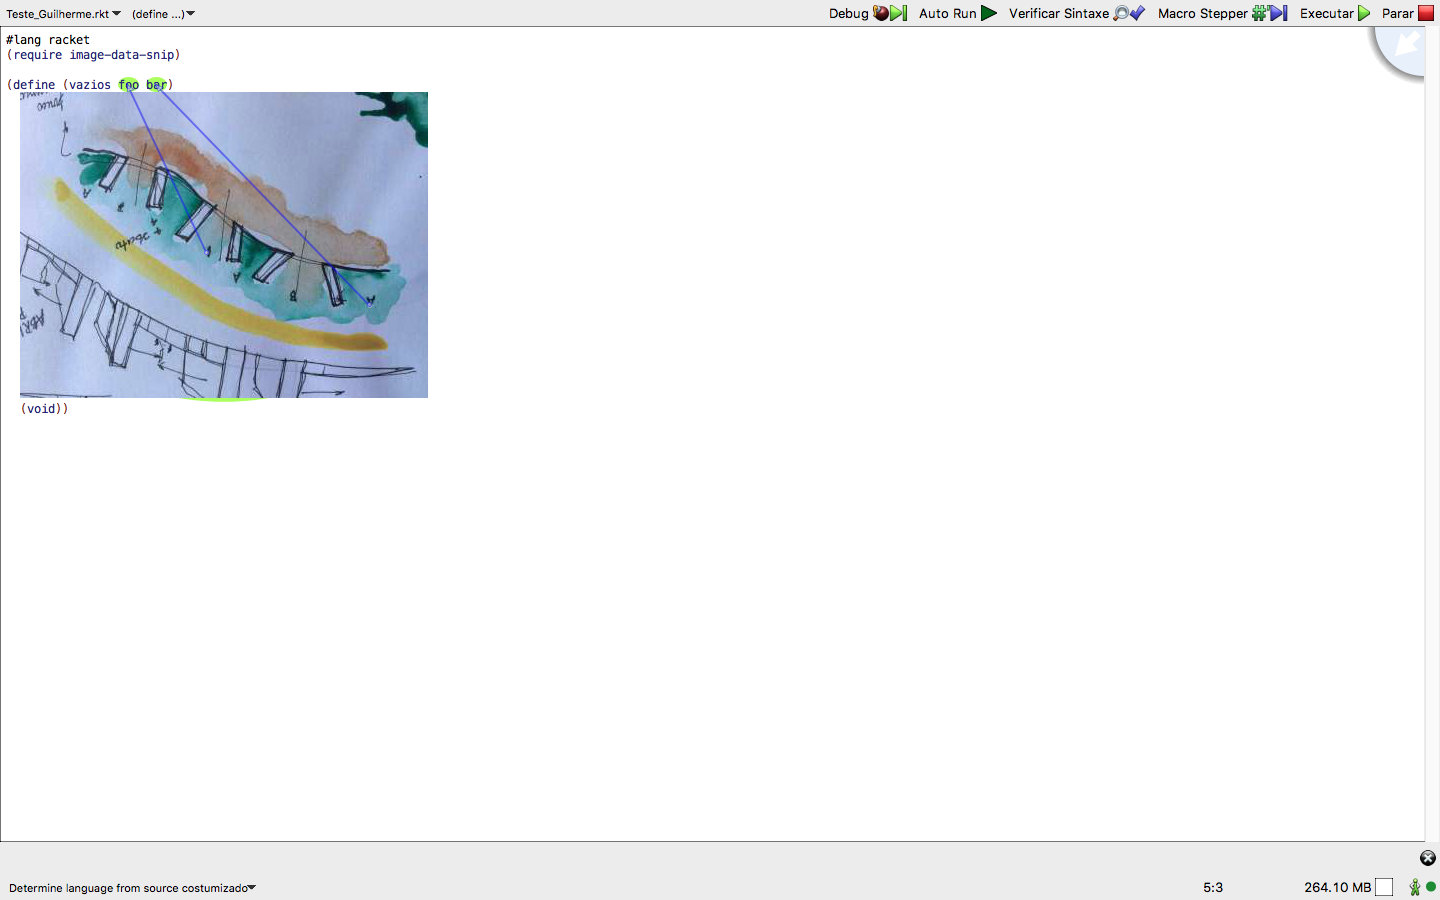 Teste_Guilherme.rkt (define ...) Debug Auto Run Verificar Sintaxe Macro Stepper Executar Parar
#lang racket
(require image-data-snip)
(define (vazios foo bar)
A
B
A
B
A
B
A
(void))
Determine language from source costumizado 5:3 264.10 MB